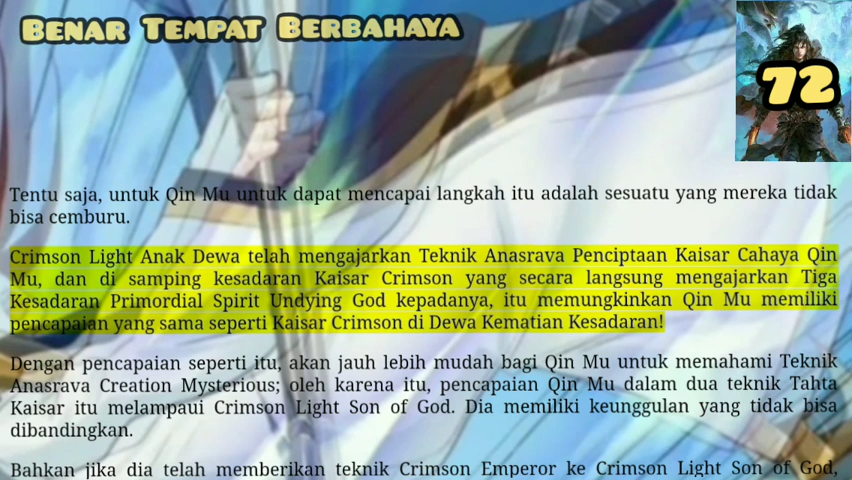 BENAR TEMPAT BERBAHAYA
72
Tentu saja, untuk Qin Mu untuk dapat mencapai langkah itu adalah sesuatu yang mereka tidak
bisa cemburu.
Crimson Light Anak Dewa telah mengajarkan Teknik Anasrava Penciptaan Kaisar Cahaya Qin
Mu, dan di samping kesadaran Kaisar Crimson yang secara langsung mengajarkan Tiga
Kesadaran Primordial Spirit Undying God kepadanya, itu memungkinkan Qin Mu memiliki
pencapaian yang sama seperti Kaisar Crimson di Dewa Kematian Kesadaran!
Dengan pencapaian seperti itu, akan jauh lebih mudah bagi Qin Mu untuk memahami Teknik
Anasrava Creation Mysterious; oleh karena itu, pencapaian Qin Mu dalam dua teknik Tahta
Kaisar itu melampaui Crimson Light Son of God. Dia memiliki keunggulan yang tidak bisa
dibandingkan.
Bahkan jika dia telah memberikan teknik Crimson Emperor ke Crimson Light Son of God,